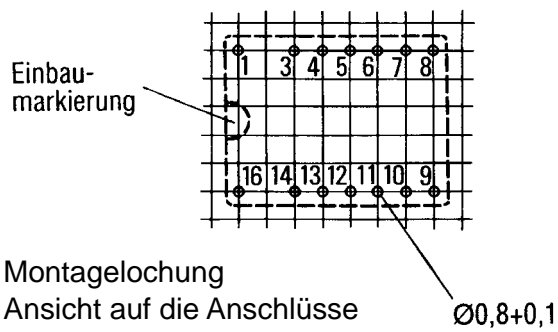 1 3 4 5 6 7 8
Einbau-
markierung
16 14 13 12 11 10 9
Montagelochung
Ansicht auf die Anschlüsse
Ø0,8+0,1